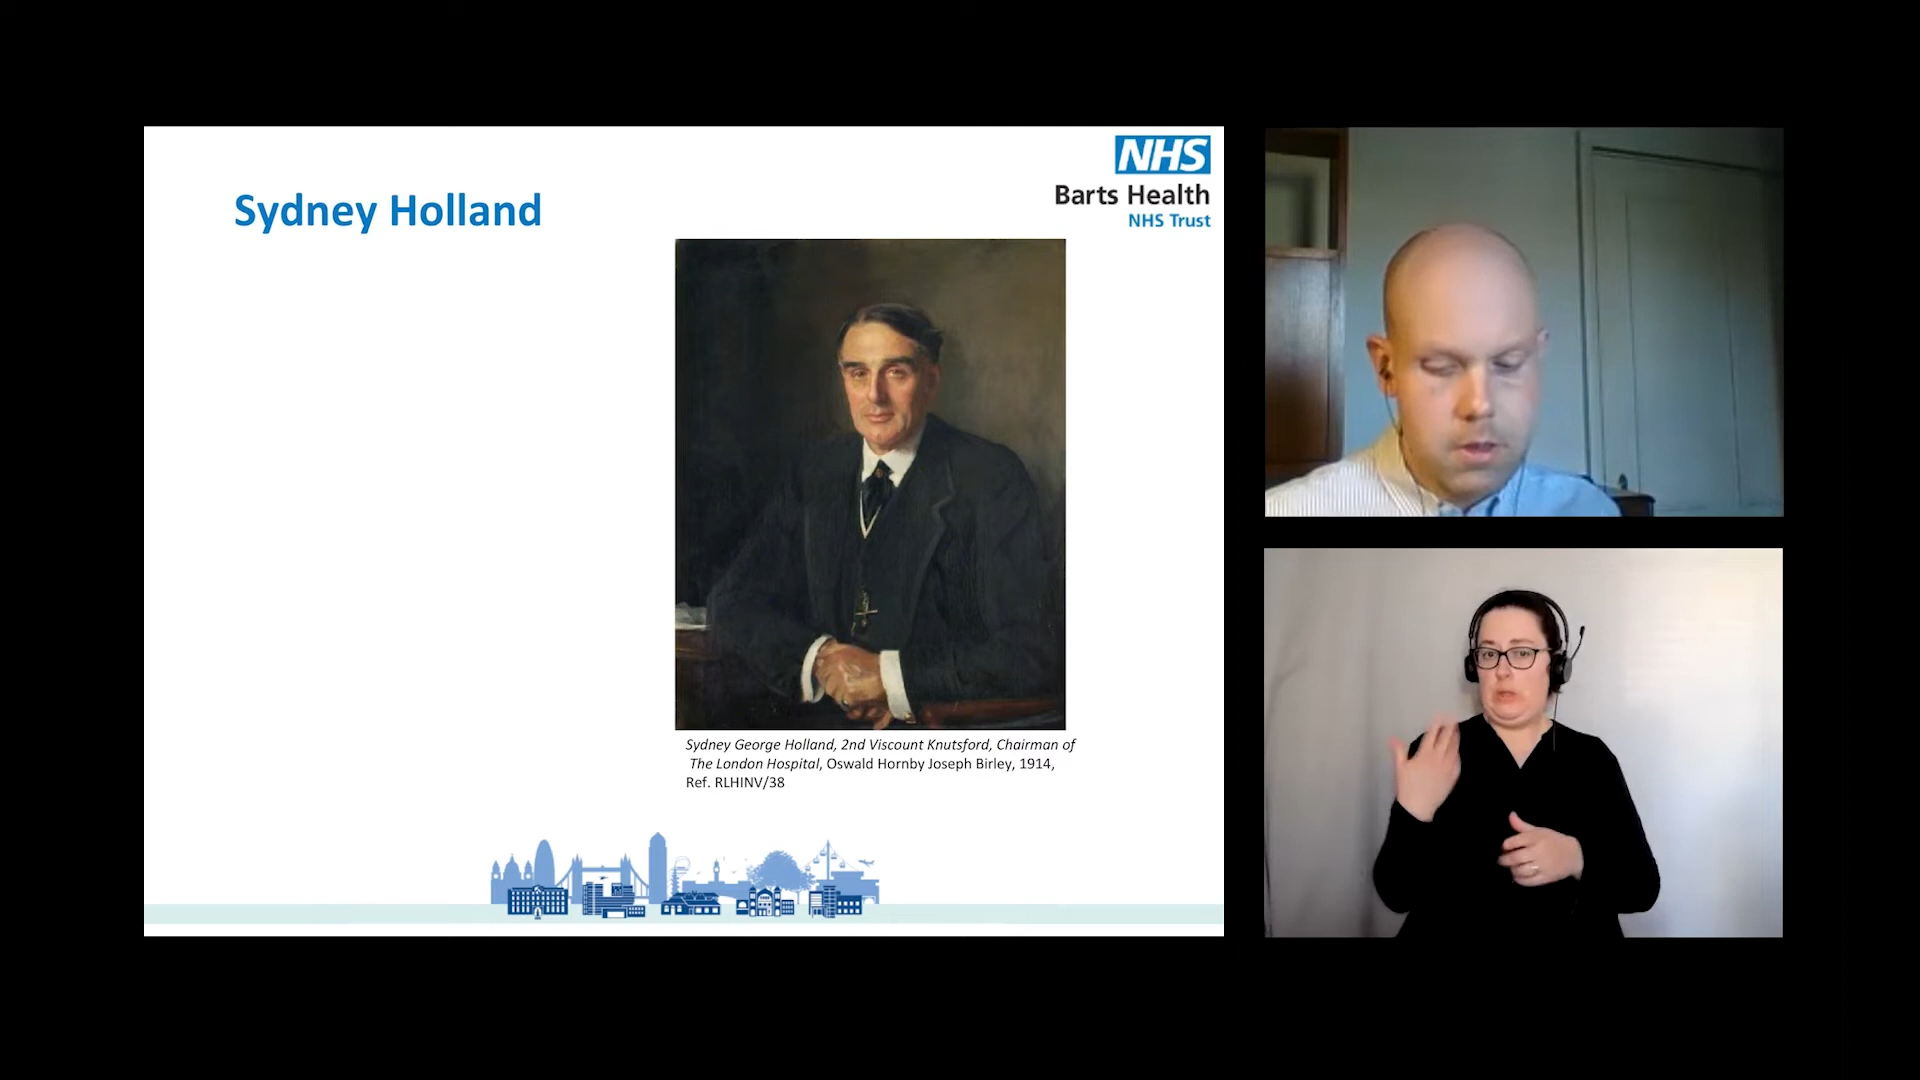 NHS
Barts Health
NHS Trust
Sydney Holland
Sydney George Holland, 2nd Viscount Knutsford, Chairman of
The London Hospital, Oswald Hornby Joseph Birley, 1914,
Ref. RLHINV/38